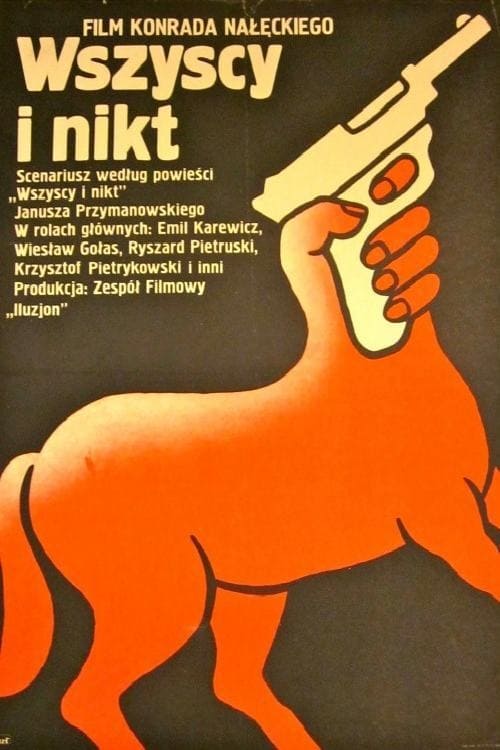 FILM KONRADA NAŁĘCKIEGO
Wszyscy
i nikt
Scenariusz według powieści
„Wszyscy i nikt”
Janusza Przymanowskiego
W rolach głównych: Emil Karewicz,
Wiesław Gołas, Ryszard Pietruski,
Krzysztof Pietrykowski i inni
Produkcja: Zespół Filmowy
„Iluzjon”